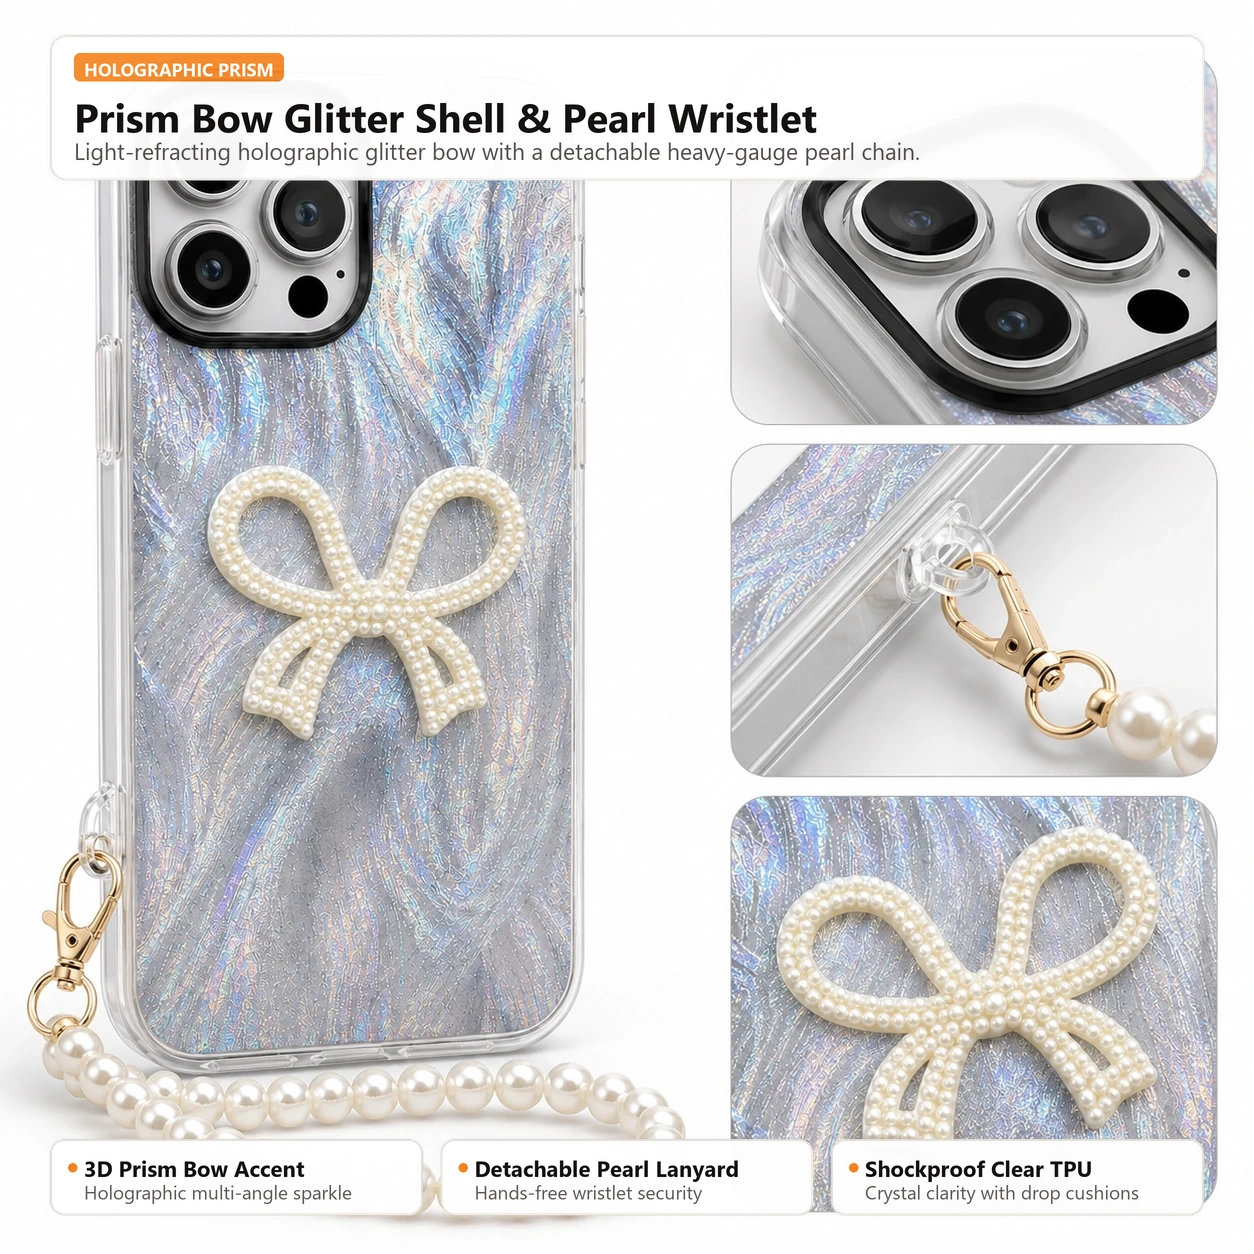 HOLOGRAPHIC PRISM
Prism Bow Glitter Shell & Pearl Wristlet
Light-refracting holographic glitter bow with a detachable heavy-gauge pearl chain.
3D Prism Bow Accent
Holographic multi-angle sparkle
Detachable Pearl Lanyard
Hands-free wristlet security
Shockproof Clear TPU
Crystal clarity with drop cushions